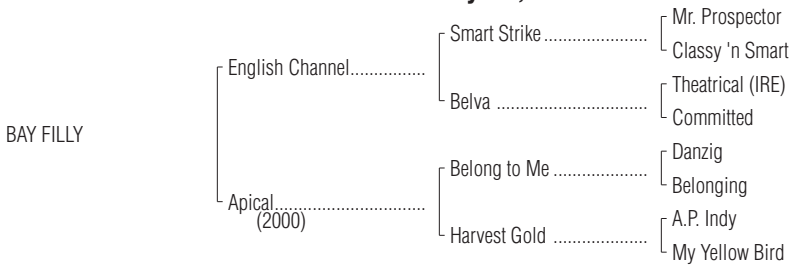 Mr. Prospector
Smart Strike.......................
Classy 'n Smart
English Channel................
Theatrical (IRE)
Belva .................................
Committed
BAY FILLY
Danzig
Belong to Me .....................
Belonging
Apical.................................
(2000)
A.P. Indy
Harvest Gold .....................
My Yellow Bird